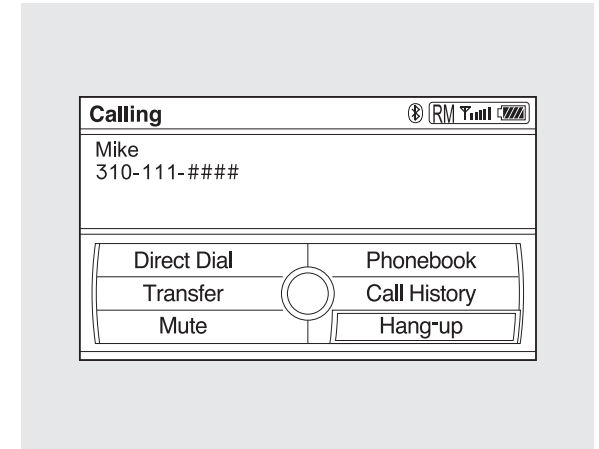 Calling RM
Mike
310-111-####
Direct Dial Phonebook
Transfer Call History
Mute Hang-up